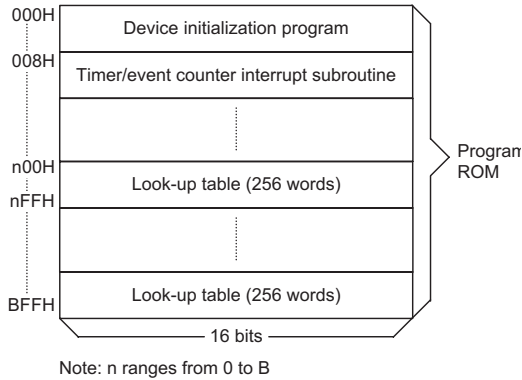 000H
Device initialization program
008H
Timer/event counter interrupt subroutine
n00H
Look-up table (256 words)
nFFH
Program
ROM
Look-up table (256 words)
BFFH
16 bits
Note: n ranges from 0 to B